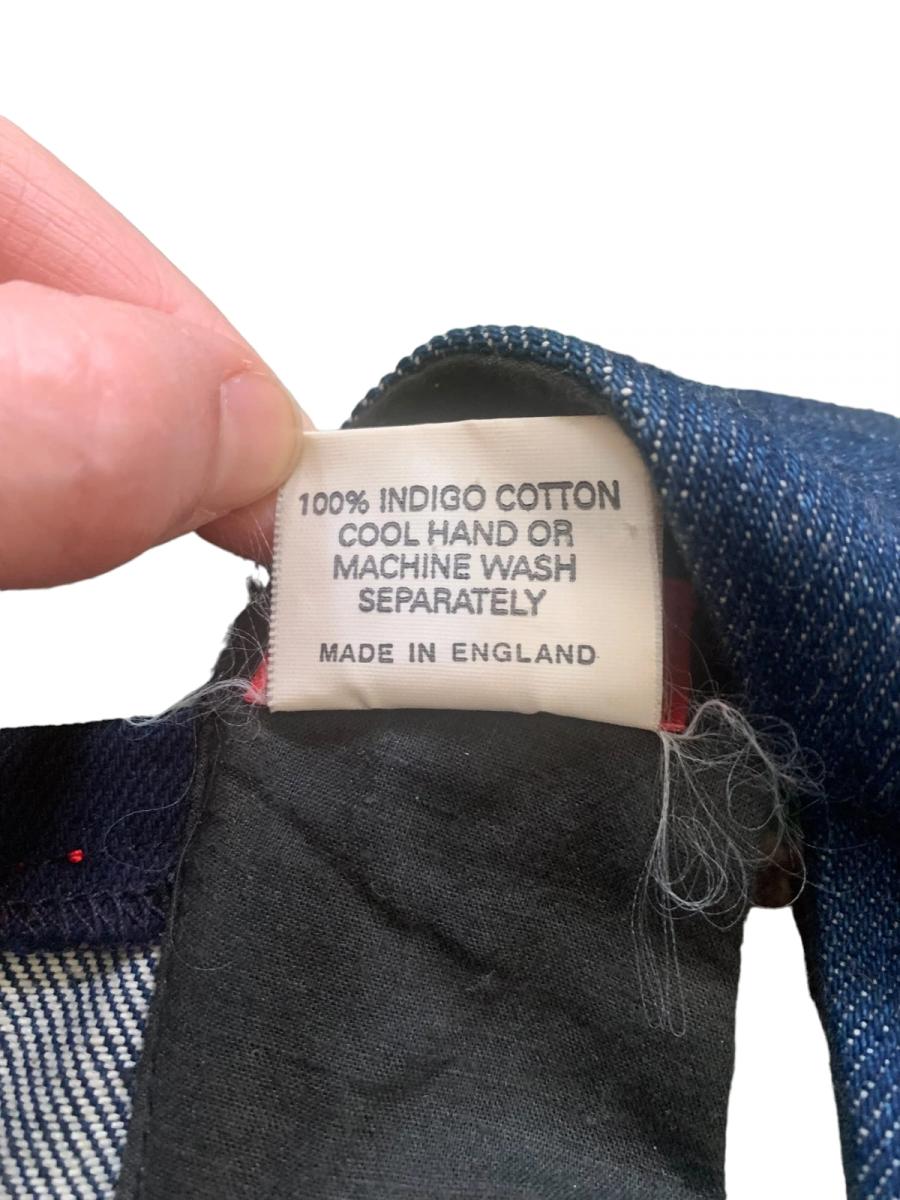 100% INDIGO COTTON
COOL HAND OR
MACHINE WASH
SEPARATELY
MADE IN ENGLAND